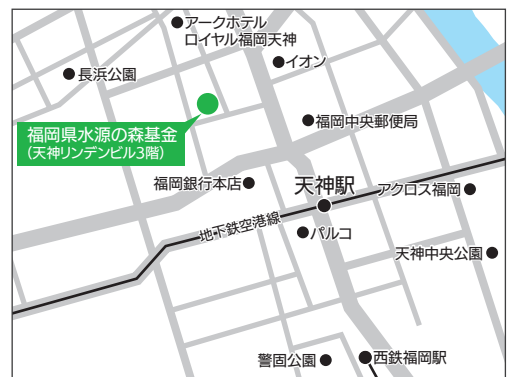 アークホテル
ロイヤル福岡天神
イオン
長浜公園
福岡中央郵便局
福岡県水源の森基金
(天神リンデンビル3階)
福岡銀行本店
天神駅
アクロス福岡
地下鉄空港線
パルコ
天神中央公園
警固公園
西鉄福岡駅